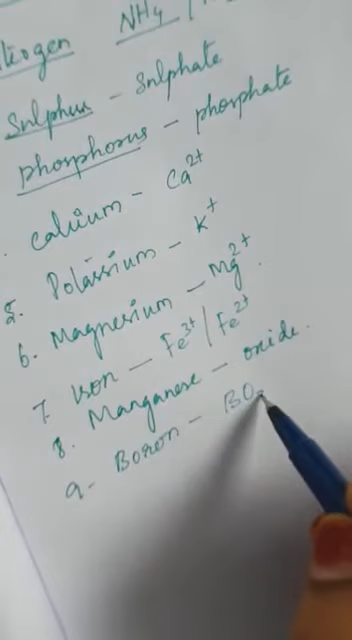 NH4 |
trogen
Sulphur - Sulphate
phosphorus - phosphate
calcium - Ca2+
5. Potassium - K+
6. Magnesium - Mg2+.
7. Iron - Fe3+ / Fe2+
8. Manganese - oxide.
9. Boron - BO